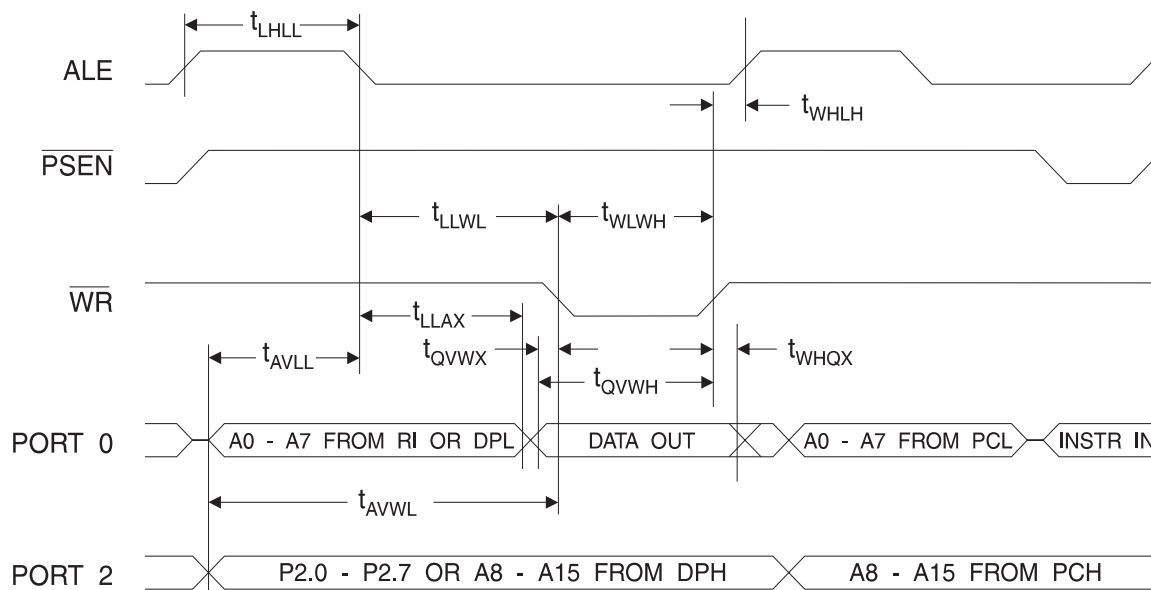 tLHLL
ALE
tWHLH
PSEN
tLLWL
tWLWH
WR
tLLAX
tAVLL
tQVWX
tWHQX
tQVWH
PORT 0
A0 - A7 FROM RI OR DPL
DATA OUT
A0 - A7 FROM PCL
INSTR IN
tAVWL
PORT 2
P2.0 - P2.7 OR A8 - A15 FROM DPH
A8 - A15 FROM PCH